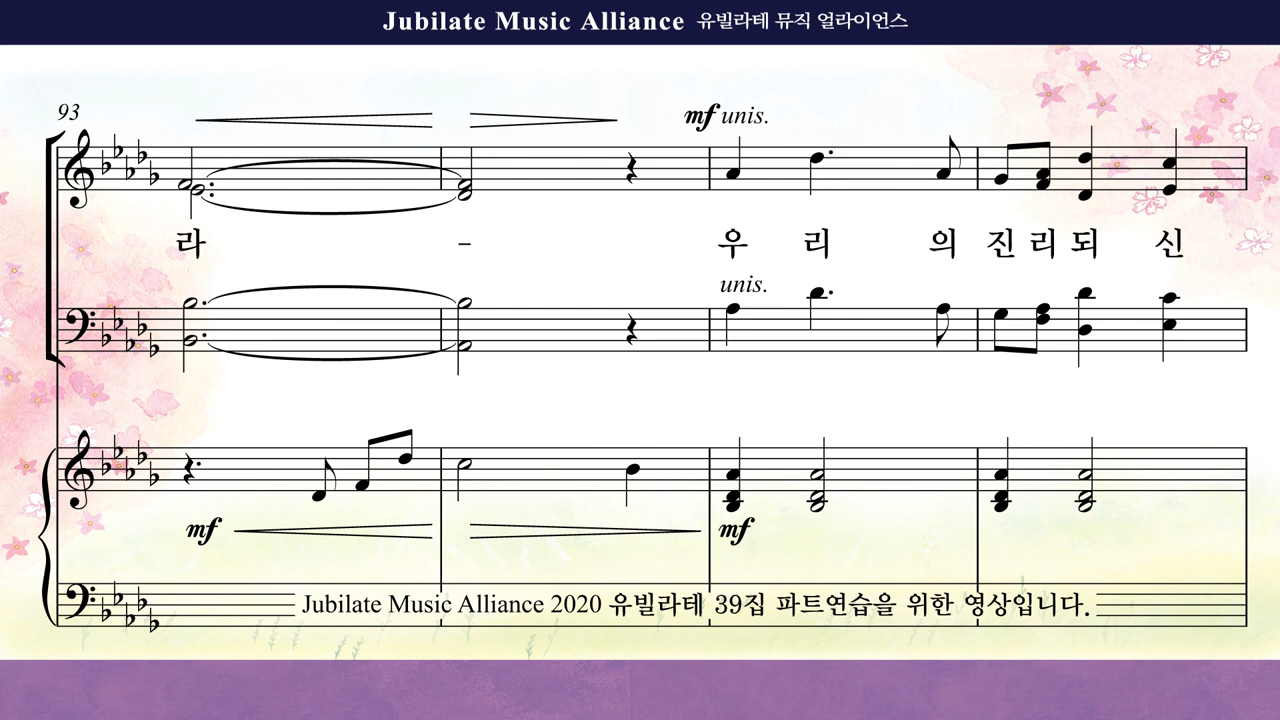 Jubilate Music Alliance 유빌라테 뮤직 얼라이언스
93
mf unis.
라 - 우 리 의 진 리 되 신
unis.
mf mf
Jubilate Music Alliance 2020 유빌라테 39집 파트연습을 위한 영상입니다.